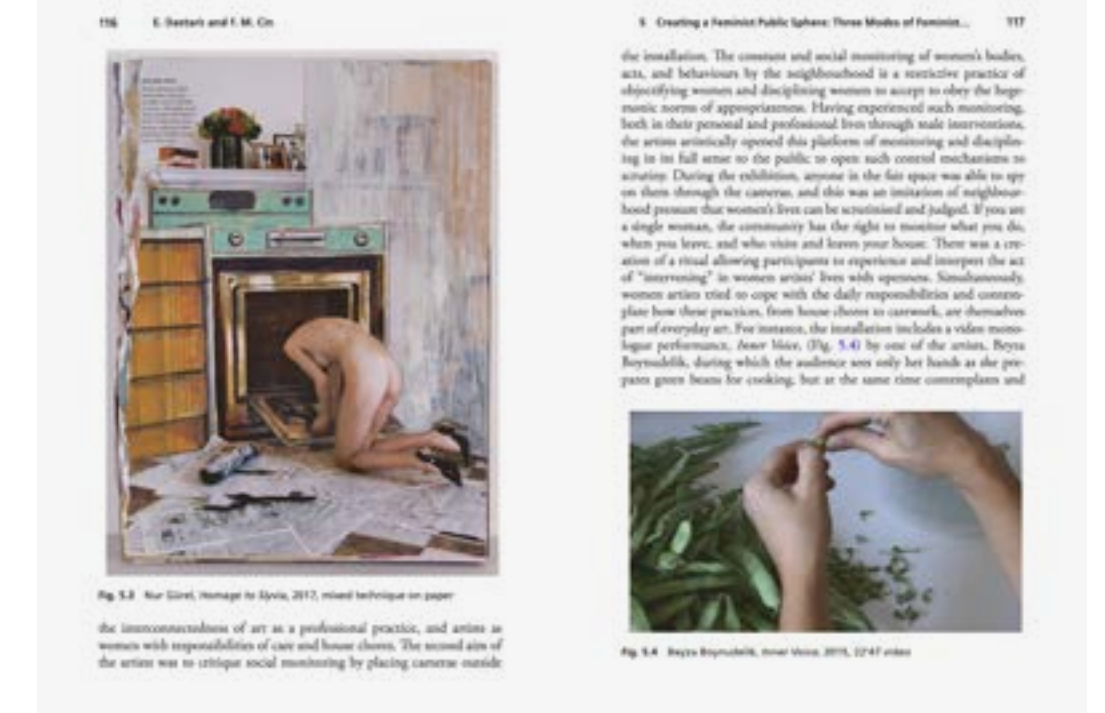 116 E. Dastarlı and F. M. Cin
Fig. 5.3 Nur Gürel, Homage to Slyvia, 2017, mixed technique on paper
the interconnectedness of art as a professional practice, and artists as
women with responsibilities of care and house chores. The second aim of
the artists was to critique social monitoring by placing cameras outside
5 Creating a Feminist Public Sphere: Three Modes of Feminist… 117
the installation. The constant and social monitoring of women's bodies,
acts, and behaviours by the neighbourhood is a restrictive practice of
objectifying women and disciplining women to accept to obey the hege-
monic norms of appropriateness. Having experienced such monitoring,
both in their personal and professional lives through male interventions,
the artists artistically opened this platform of monitoring and disciplin-
ing in its full sense to the public to open such control mechanisms to
scrutiny. During the exhibition, anyone in the fair space was able to spy
on them through the cameras, and this was an imitation of neighbour-
hood pressure that women's lives can be scrutinised and judged. If you are
a single woman, the community has the right to monitor what you do,
when you leave, and who visits and leaves your house. There was a cre-
ation of a ritual allowing participants to experience and interpret the act
of "intervening" in women artists' lives with openness. Simultaneously,
women artists tried to cope with the daily responsibilities and contem-
plate how these practices, from house chores to carework, are themselves
part of everyday art. For instance, the installation includes a video mono-
logue performance, Inner Voice, (Fig. 5.4) by one of the artists, Beyza
Boynudelik, during which the audience sees only her hands as she pre-
pares green beans for cooking, but at the same time contemplates and
Fig. 5.4 Beyza Boynudelik, Inner Voice, 2015, 22'47 video